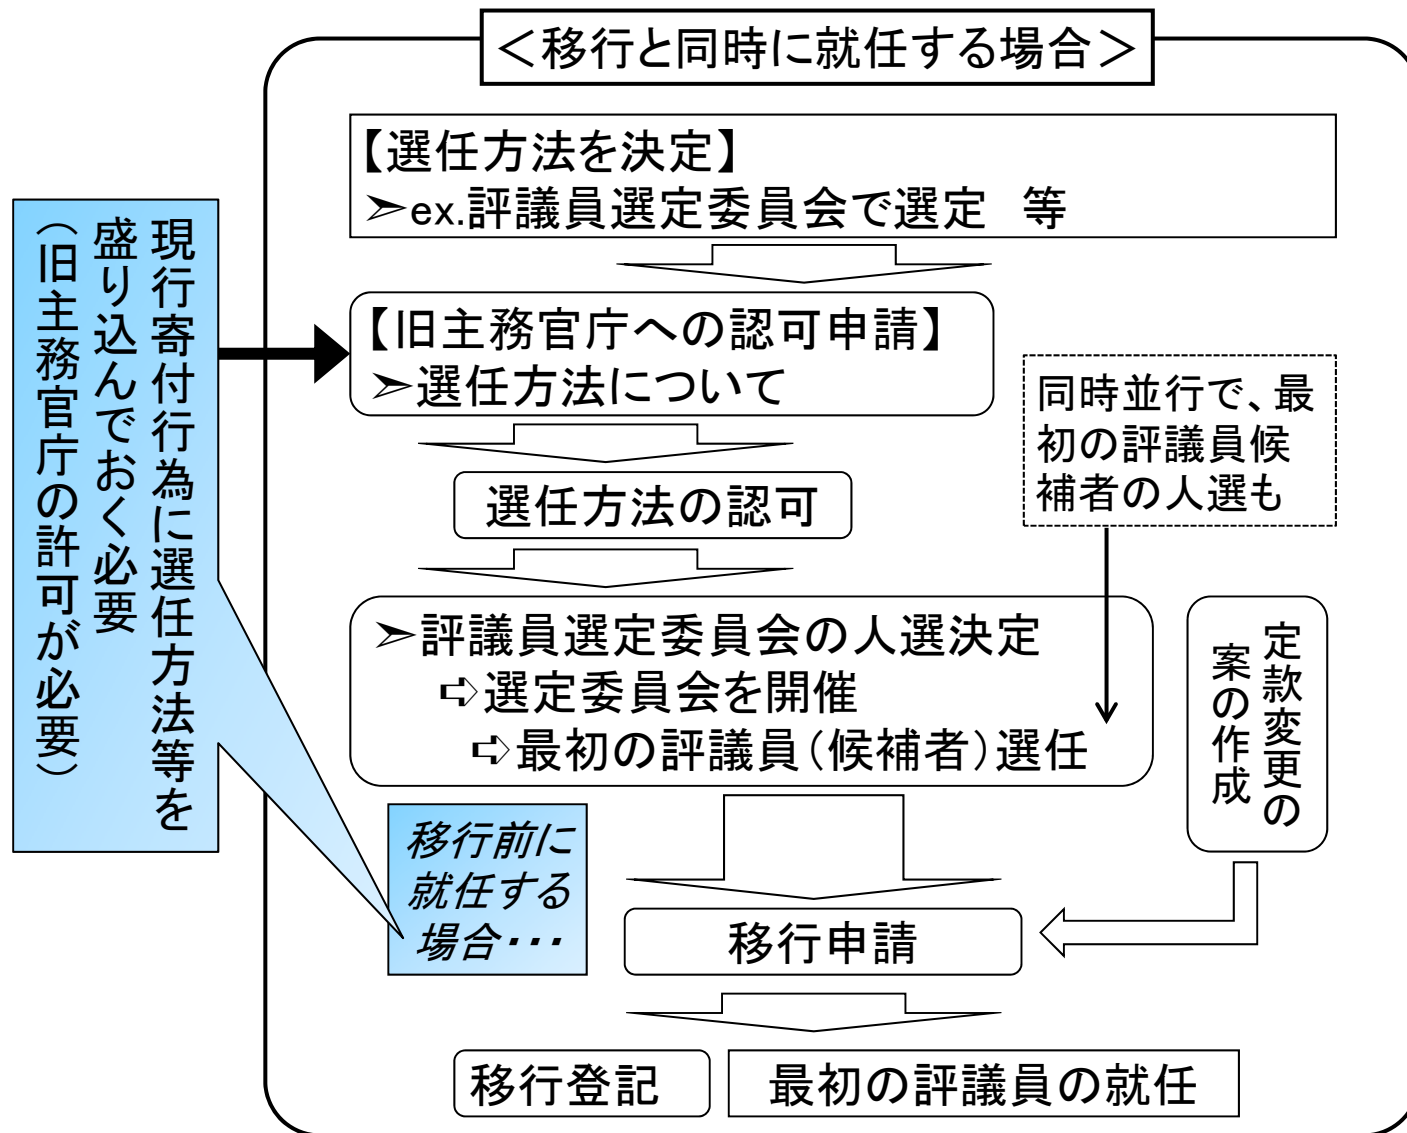 ＜移行と同時に就任する場合＞
【選任方法を決定】
➢ex.評議員選定委員会で選定　等
現行寄付行為に選任方法等を
盛り込んでおく必要
（旧主務官庁の許可が必要）
【旧主務官庁への認可申請】
➢選任方法について
同時並行で、最
初の評議員候
補者の人選も
選任方法の認可
➢評議員選定委員会の人選決定
➪選定委員会を開催
➪最初の評議員（候補者）選任
定款変更の
案の作成
移行前に
就任する
場合・・・
移行申請
移行登記
最初の評議員の就任